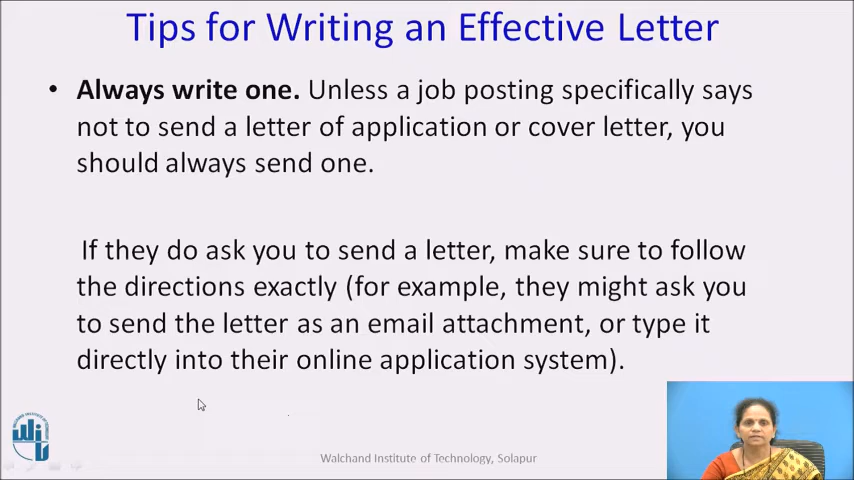 Tips for Writing an Effective Letter
• Always write one. Unless a job posting specifically says
not to send a letter of application or cover letter, you
should always send one.
If they do ask you to send a letter, make sure to follow
the directions exactly (for example, they might ask you
to send the letter as an email attachment, or type it
directly into their online application system).
Walchand Institute of Technology, Solapur